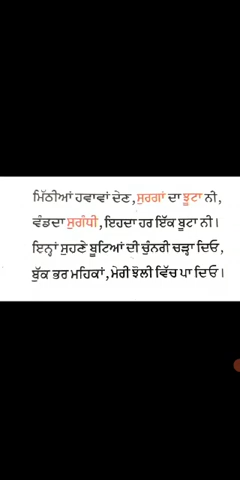 ਮਿੱਠੀਆਂ ਹਵਾਵਾਂ ਦੇਣ, ਸੁਰਗਾਂ ਦਾ ਝੂਟਾ ਨੀ,
ਵੰਡਦਾ ਸੁਗੰਧੀ, ਇਹਦਾ ਹਰ ਇੱਕ ਬੂਟਾ ਨੀ।
ਇਨ੍ਹਾਂ ਸੁਹਣੇ ਬੂਟਿਆਂ ਦੀ ਚੁੰਨਰੀ ਚੜ੍ਹਾ ਦਿਓ,
ਬੁੱਕ ਭਰ ਮਹਿਕਾਂ, ਮੇਰੀ ਝੋਲੀ ਵਿੱਚ ਪਾ ਦਿਓ।